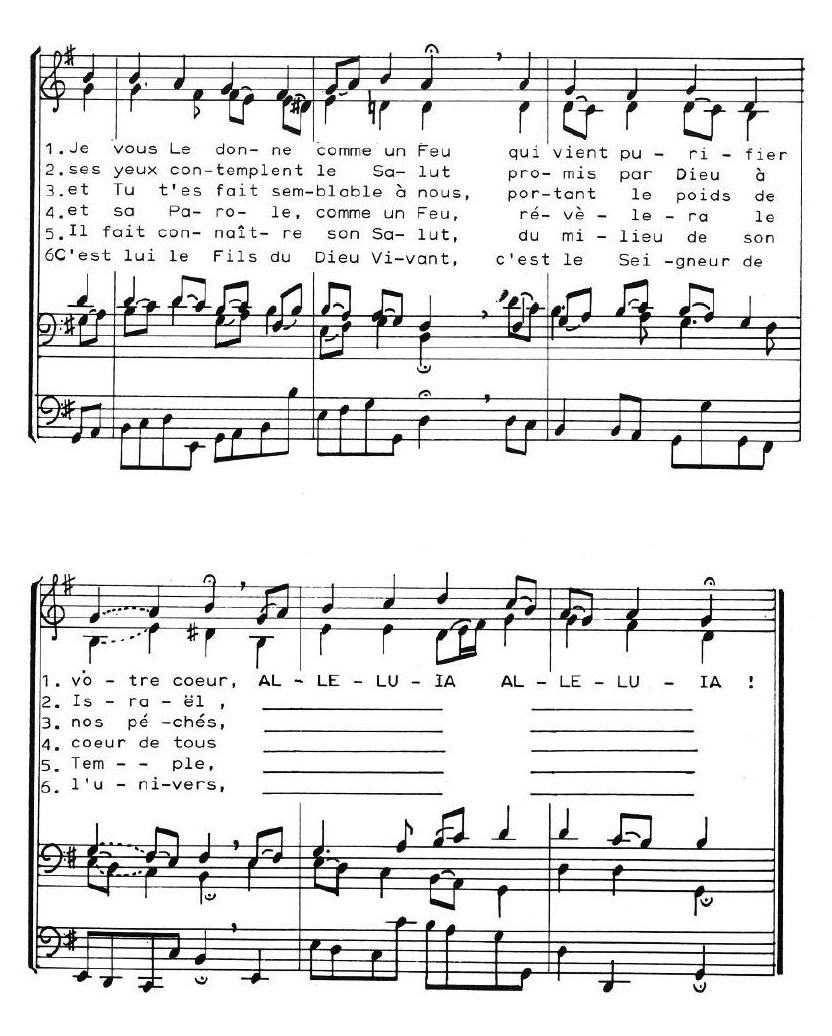 1. Je vous Le don- ne comme un Feu qui vient pu - ri - fier
2. ses yeux con-templent le Sa- lut pro- mis par Dieu à
3. et Tu t'es fait sem-blable à nous, por-tant le poids de
4. et sa Pa- ro- le, comme un Feu, ré- vè- le- ra le
5. Il fait con- naît- re son Sa- lut, du mi - lieu de son
6 C'est lui le Fils du Dieu Vi-vant, c'est le Sei -gneur de
1. vo - tre coeur, AL - LE - LU - IA AL - LE - LU - IA !
2. Is - ra - ël ,
3. nos pé -chés,
4. coeur de tous
5. Tem - - ple,
6. l'u - ni-vers,